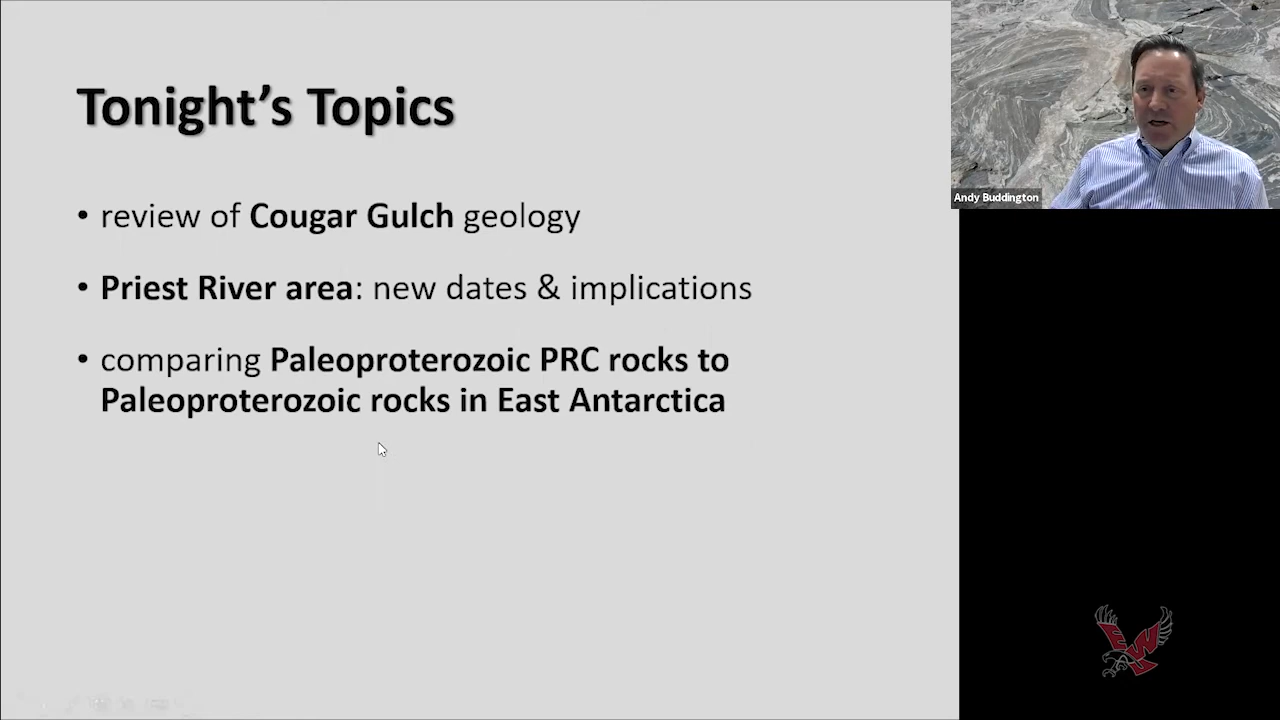 Tonight's Topics
• review of Cougar Gulch geology
• Priest River area: new dates & implications
• comparing Paleoproterozoic PRC rocks to
Paleoproterozoic rocks in East Antarctica
Andy Buddington
EWU